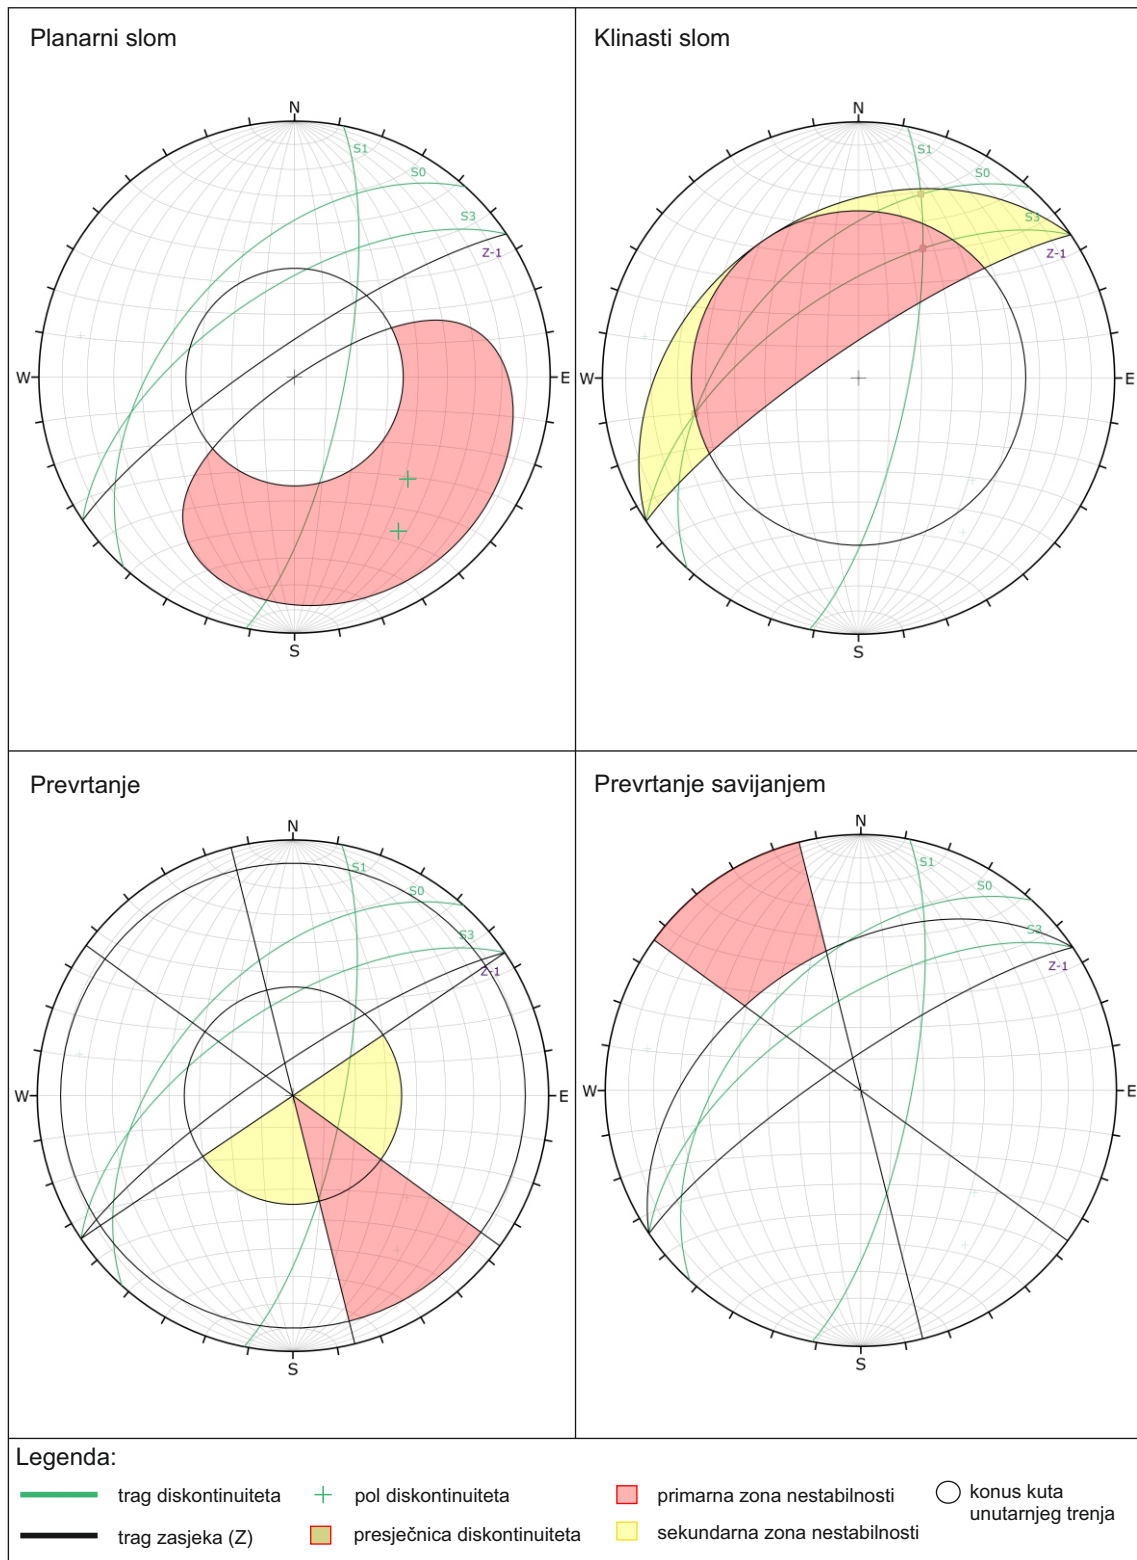 Planarni slom
N
S1
S0
S3
Z-1
W
E
S
Klinasti slom
N
S1
S0
S3
Z-1
W
E
S
Prevrtanje
N
S1
S0
S3
Z-1
W
E
S
Prevrtanje savijanjem
N
S1
S0
S3
Z-1
W
E
S
Legenda:
trag diskontinuiteta
trag zasjeka (Z)
pol diskontinuiteta
presječnica diskontinuiteta
primarna zona nestabilnosti
sekundarna zona nestabilnosti
konus kuta
unutarnjeg trenja